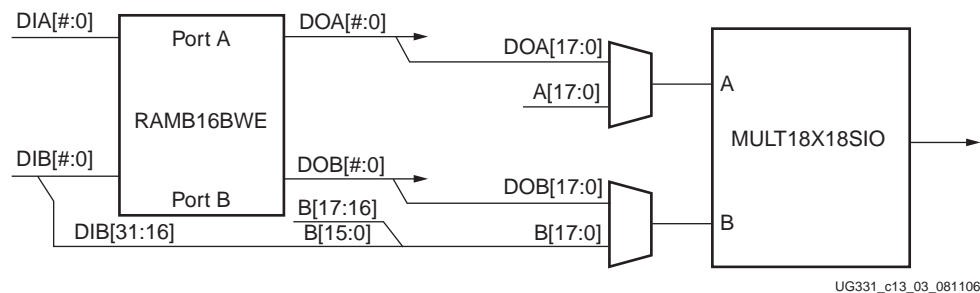 DIA[#:0]
DOA[#:0]
Port A
DOA[17:0]
A[17:0]
A
RAMB16BWE
MULT18X18SIO
DIB[#:0]
DOB[#:0]
DOB[17:0]
Port B
B[17:16]
B
DIB[31:16]
B[15:0]
B[17:0]
UG331_c13_03_081106